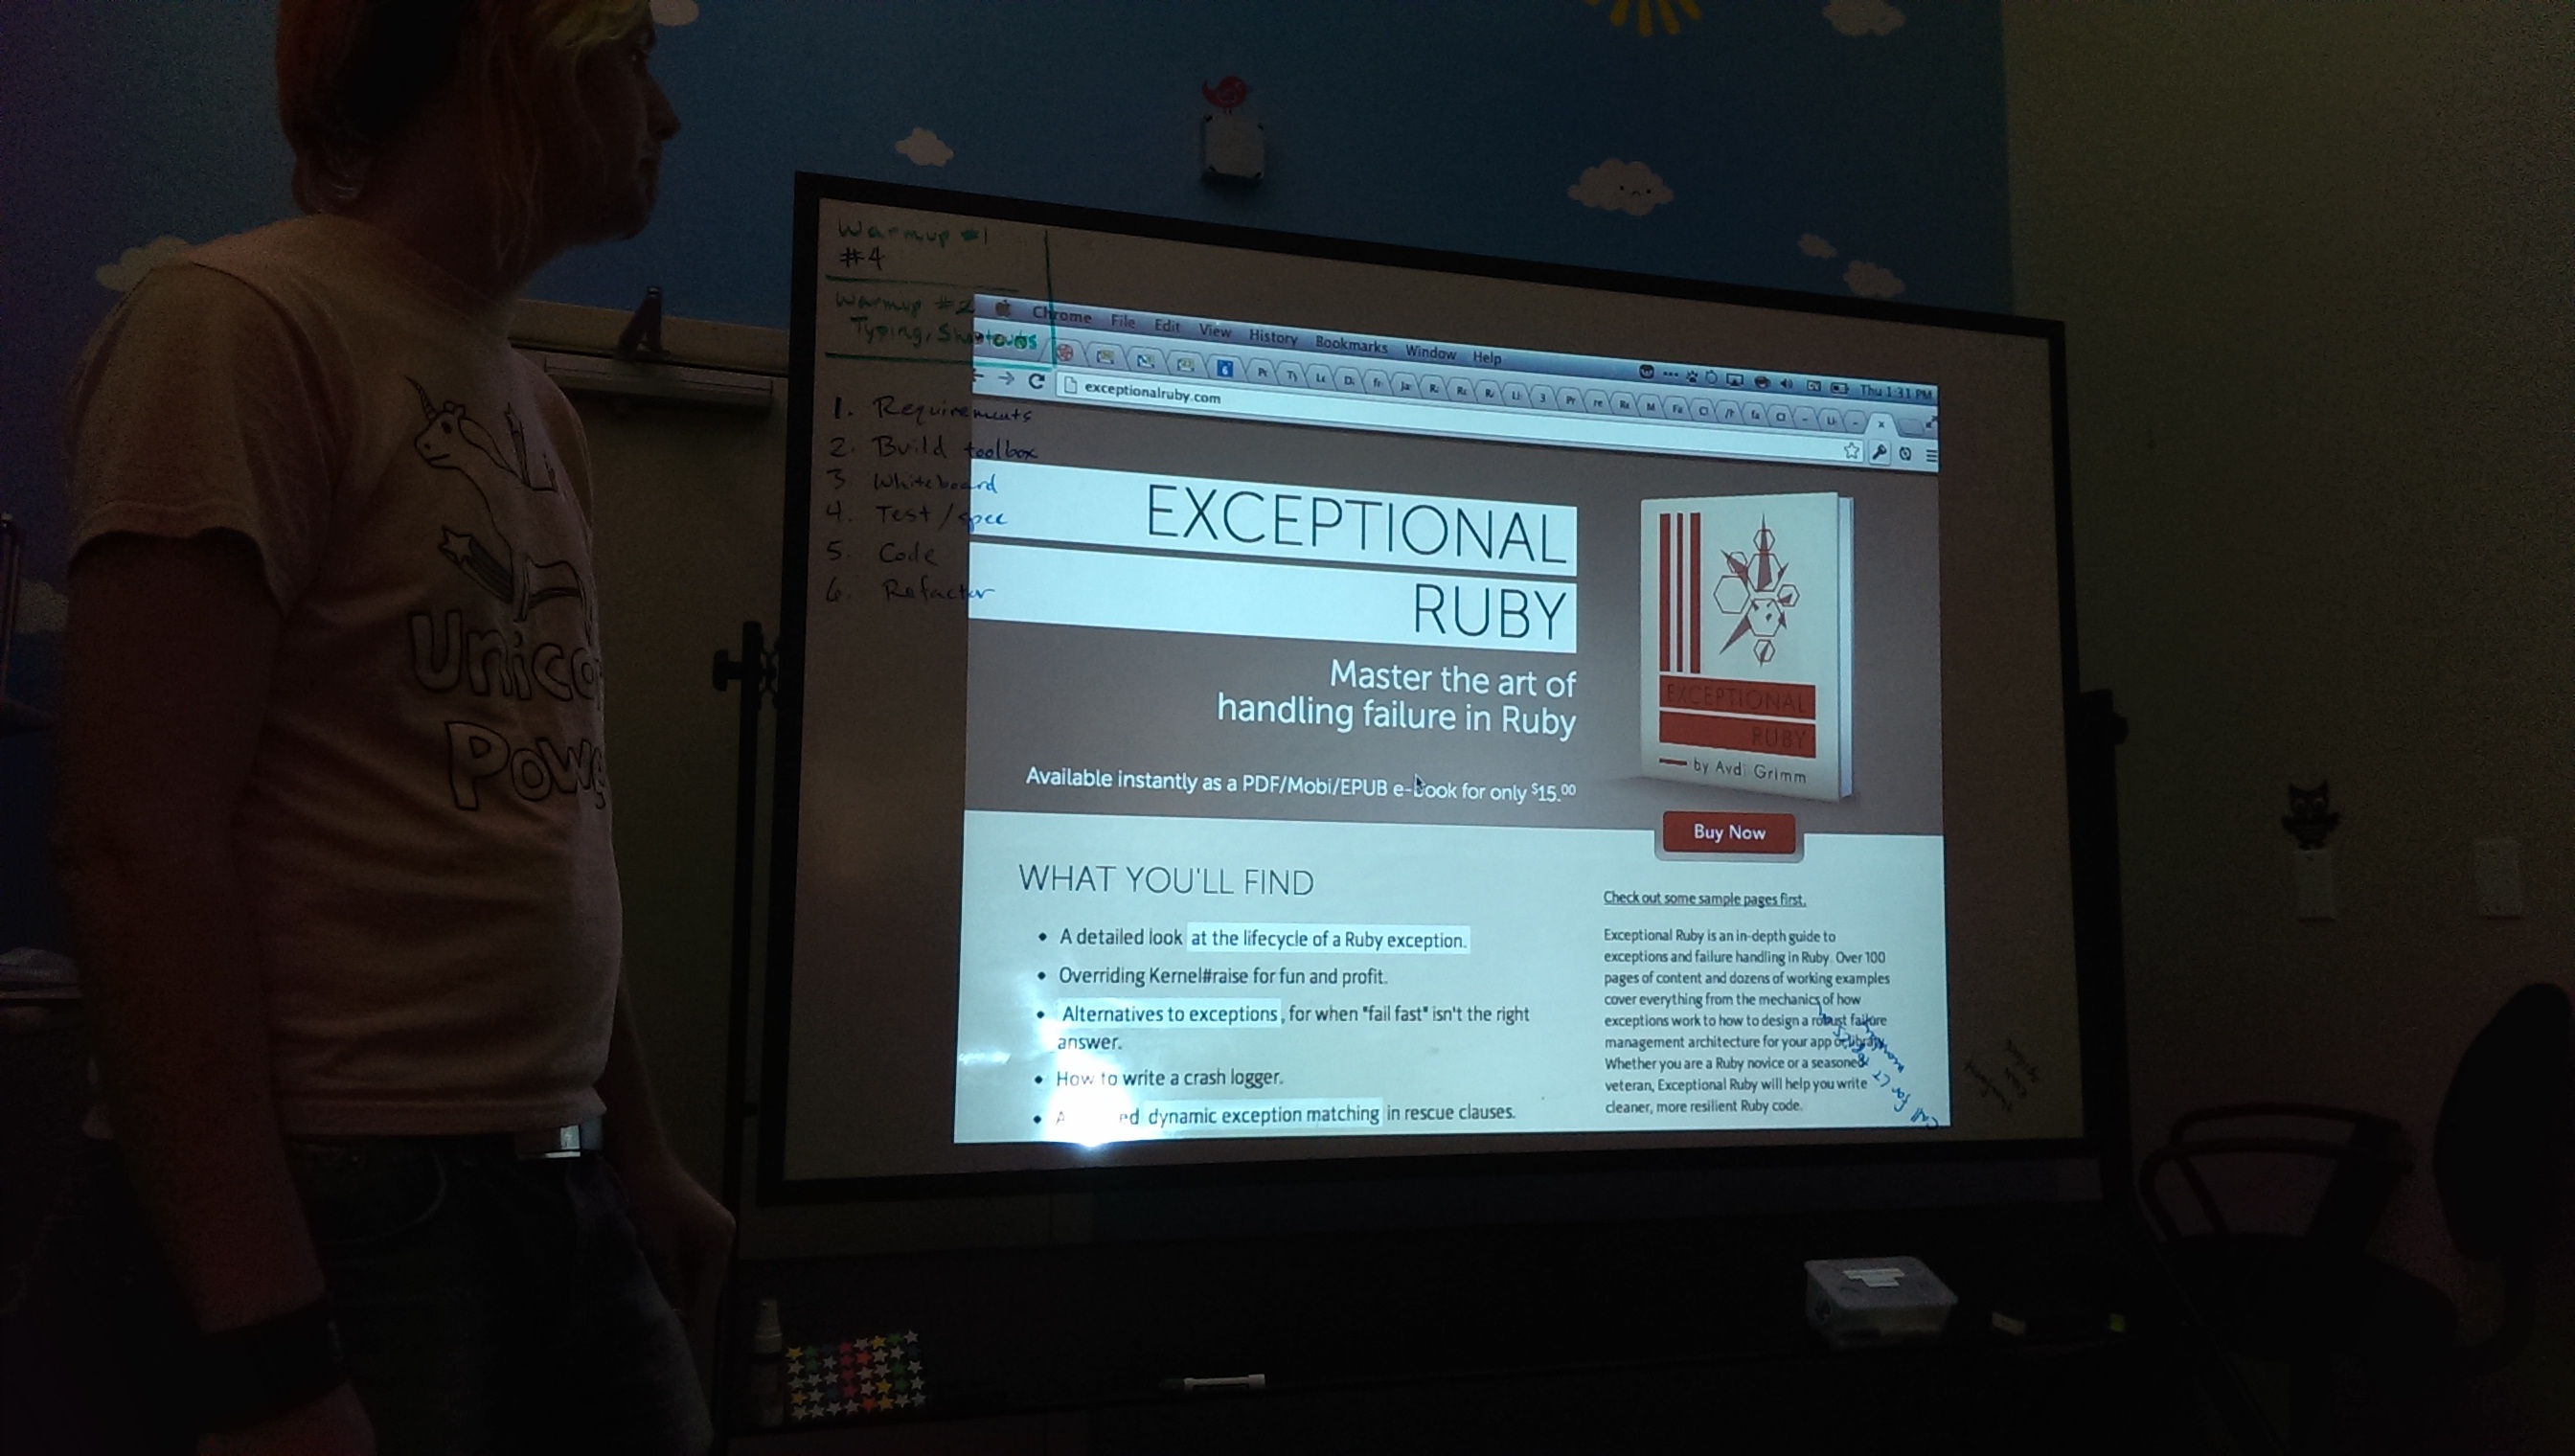 Warmup #1
#4
Warmup #2
Typing, Shortcuts
1. Requirements
2. Build toolbox
3 Whiteboard
4. Test/spec
5. Code
6. Refactor
Unico
Powe
Chrome File Edit View History Bookmarks Window Help
Thu 1:31 PM
exceptionalruby.com
EXCEPTIONAL
RUBY
Master the art of
handling failure in Ruby
Available instantly as a PDF/Mobi/EPUB e-book for only $15.00
EXCEPTIONAL
RUBY
by Avdi Grimm
Buy Now
WHAT YOU'LL FIND
• A detailed look at the lifecycle of a Ruby exception.
• Overriding Kernel#raise for fun and profit.
• Alternatives to exceptions, for when "fail fast" isn't the right
answer.
• How to write a crash logger.
• A ed dynamic exception matching in rescue clauses.
Check out some sample pages first.
Exceptional Ruby is an in-depth guide to
exceptions and failure handling in Ruby. Over 100
pages of content and dozens of working examples
cover everything from the mechanics of how
exceptions work to how to design a robust failure
management architecture for your app or library.
Whether you are a Ruby novice or a seasoned
veteran, Exceptional Ruby will help you write
cleaner, more resilient Ruby code.